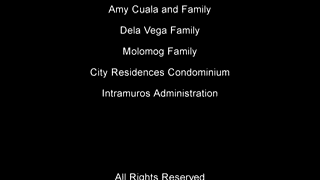 Amy Cuala and Family
Dela Vega Family
Molomog Family
City Residences Condominium
Intramuros Administration
All Rights Reserved